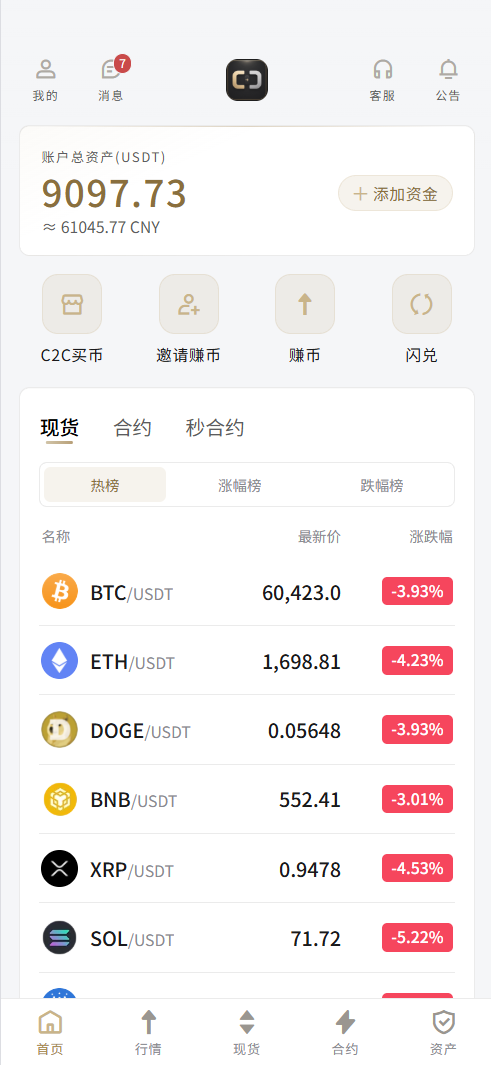 7
我的 消息 客服 公告
账户总资产(USDT)
9097.73
≈ 61045.77 CNY
添加资金
C2C买币 邀请赚币 赚币 闪兑
现货 合约 秒合约
热榜 涨幅榜 跌幅榜
名称 最新价 涨跌幅
BTC/USDT 60,423.0 -3.93%
ETH/USDT 1,698.81 -4.23%
DOGE/USDT 0.05648 -3.93%
BNB/USDT 552.41 -3.01%
XRP/USDT 0.9478 -4.53%
SOL/USDT 71.72 -5.22%
首页 行情 现货 合约 资产